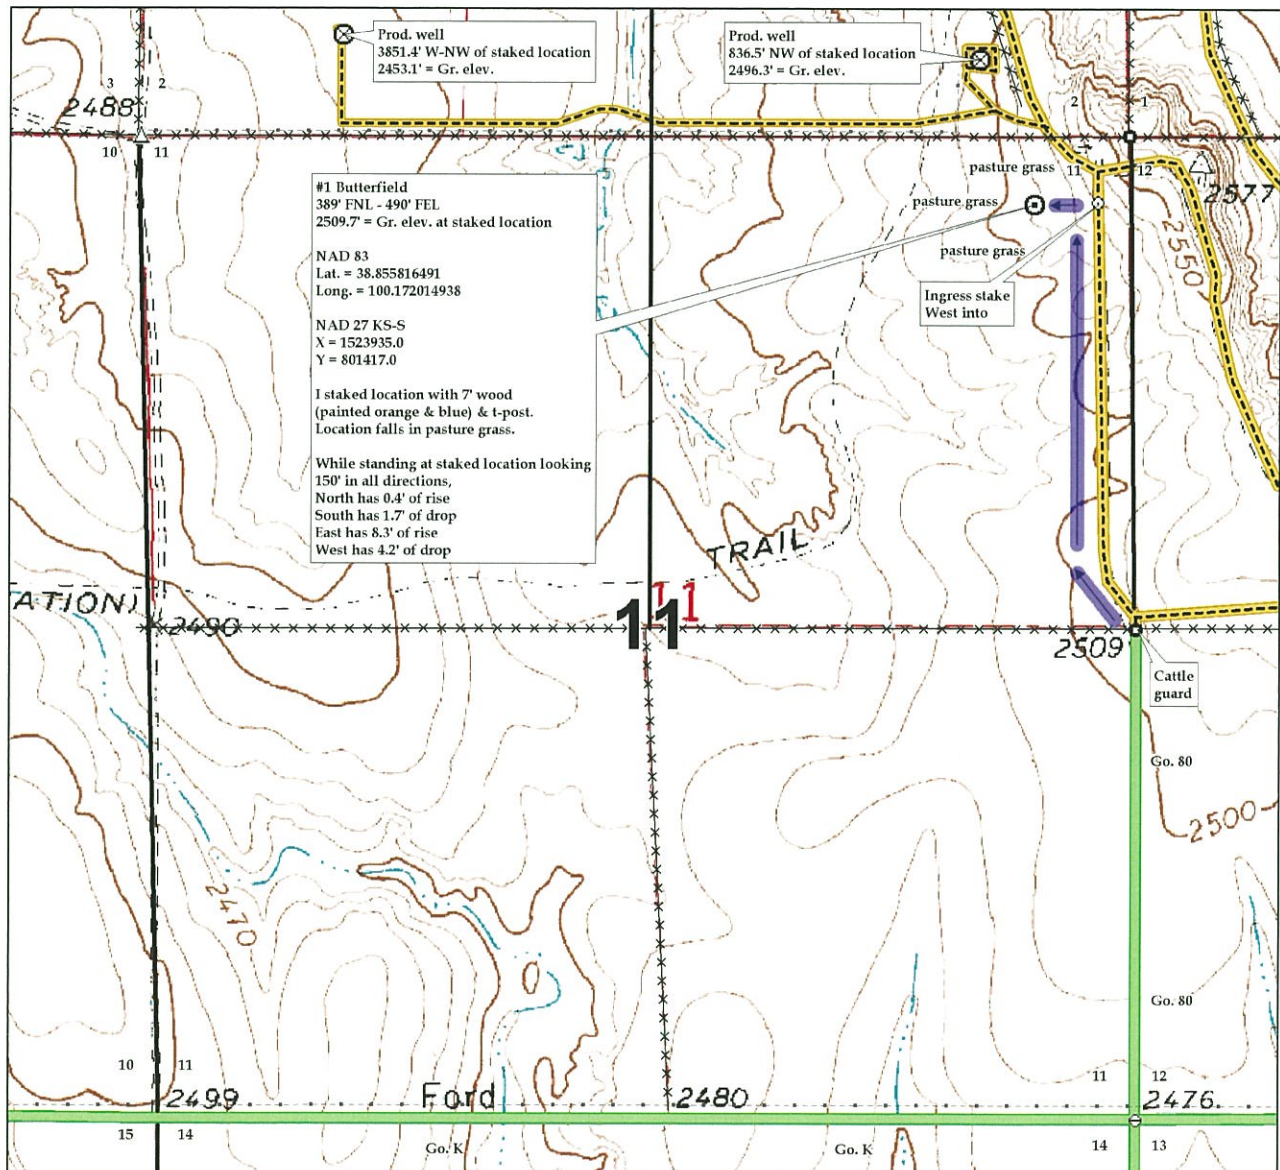 Prod. well
3851.4' W-NW of staked location
2453.1' = Gr. elev.
Prod. well
836.5' NW of staked location
2496.3' = Gr. elev.
3
2
2
1
2488
10
11
11
12
pasture grass
pasture grass
pasture grass
2577
2550
#1 Butterfield
389' FNL - 490' FEL
2509.7' = Gr. elev. at staked location
NAD 83
Lat. = 38.855816491
Long. = 100.172014938
NAD 27 KS-S
X = 1523935.0
Y = 801417.0
I staked location with 7' wood
(painted orange & blue) & t-post.
Location falls in pasture grass.
While standing at staked location looking
150' in all directions,
North has 0.4' of rise
South has 1.7' of drop
East has 8.3' of rise
West has 4.2' of drop
Ingress stake
West into
TRAIL
ATION)
2490
11
11
2509
Cattle
guard
Go. 80
2500
2470
Go. 80
10
11
11
12
2499
Ford
2480
2476
15
14
Go. K
Go. K
14
13